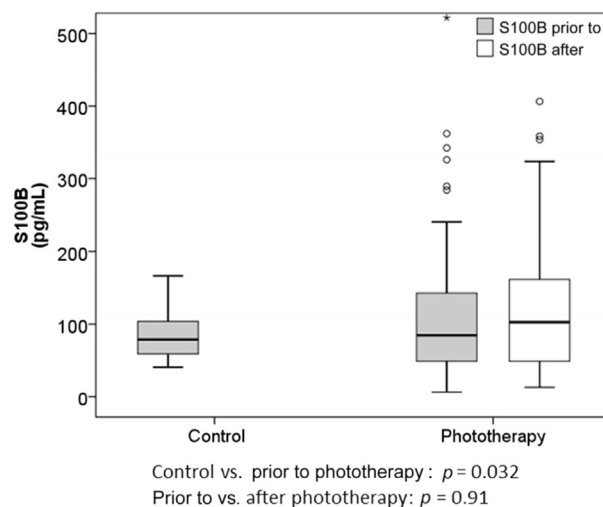 S100B prior to
S100B after
S100B
(pg/mL)
500
400
300
200
100
0
Control
Phototherapy
Control vs. prior to phototherapy : p = 0.032
Prior to vs. after phototherapy: p = 0.91